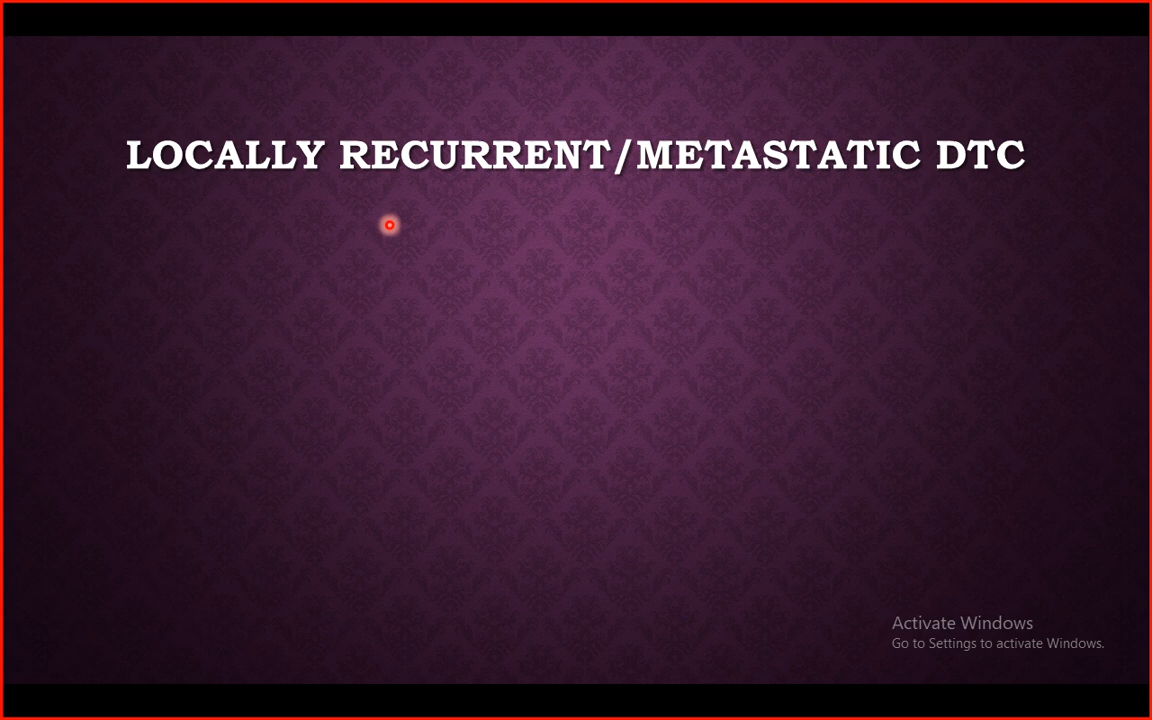 LOCALLY RECURRENT/METASTATIC DTC
Activate Windows
Go to Settings to activate Windows.